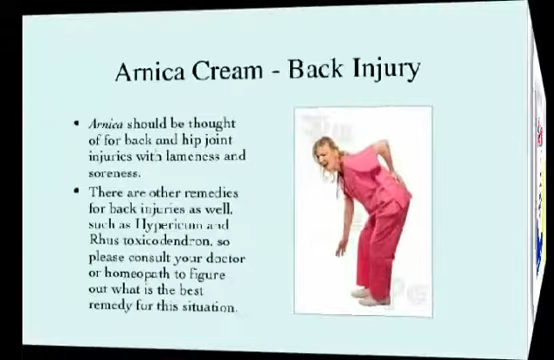 Arnica Cream - Back Injury
• Arnica should be thought
of for back and hip joint
injuries with lameness and
soreness.
• There are other remedies
for back injuries as well,
such as Hypericum and
Rhus toxicodendron, so
please consult your doctor
or homeopath to figure
out what is the best
remedy for this situation.